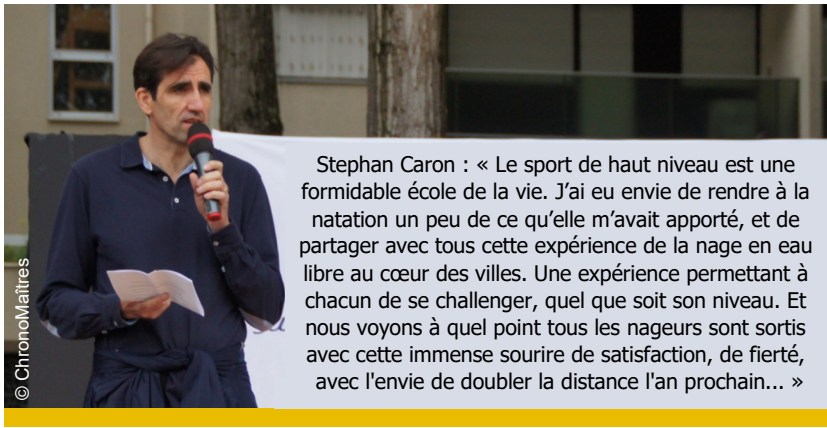 Stephan Caron : « Le sport de haut niveau est une
formidable école de la vie. J’ai eu envie de rendre à la
natation un peu de ce qu’elle m’avait apporté, et de
partager avec tous cette expérience de la nage en eau
libre au cœur des villes. Une expérience permettant à
chacun de se challenger, quel que soit son niveau. Et
nous voyons à quel point tous les nageurs sont sortis
avec cette immense sourire de satisfaction, de fierté,
avec l'envie de doubler la distance l'an prochain... »
© ChronoMaîtres